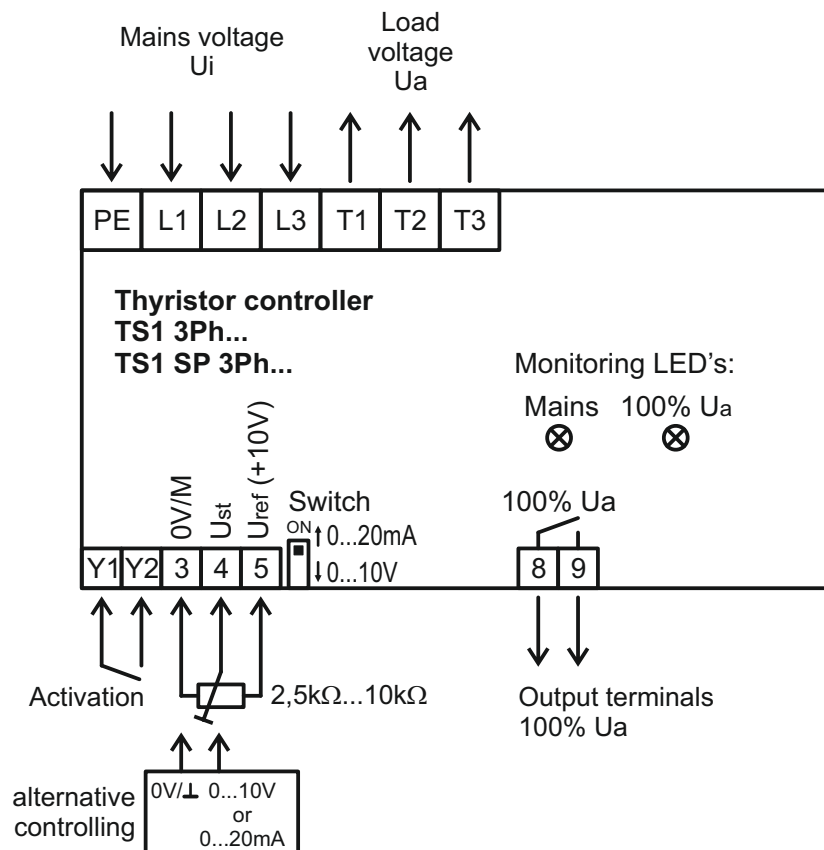 Mains voltage
Ui
Load
voltage
Ua
PE L1 L2 L3 T1 T2 T3
Thyristor controller
TS1 3Ph...
TS1 SP 3Ph...
Monitoring LED's:
Mains 100% Ua
0V/M
Ust
Uref (+10V)
Switch
ON
0...20mA
0...10V
100% Ua
Y1 Y2 3 4 5
8 9
Activation
2,5kΩ...10kΩ
Output terminals
100% Ua
alternative
controlling
0V/⊥ 0...10V
or
0...20mA